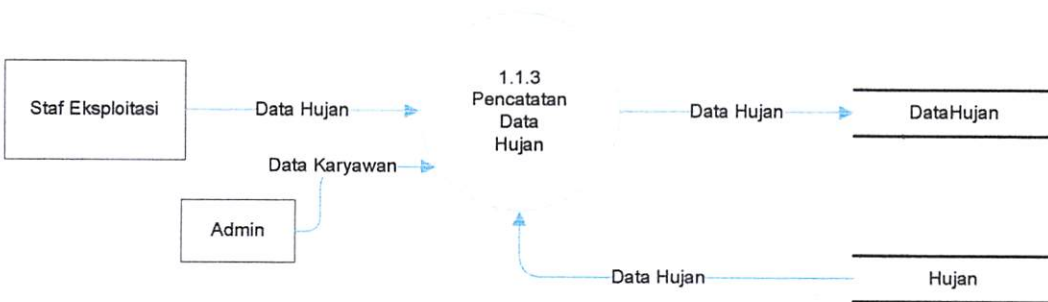 Staf Eksploitasi
Data Hujan
1.1.3
Pencatatan
Data
Hujan
Data Hujan
DataHujan
Data Karyawan
Admin
Data Hujan
Hujan